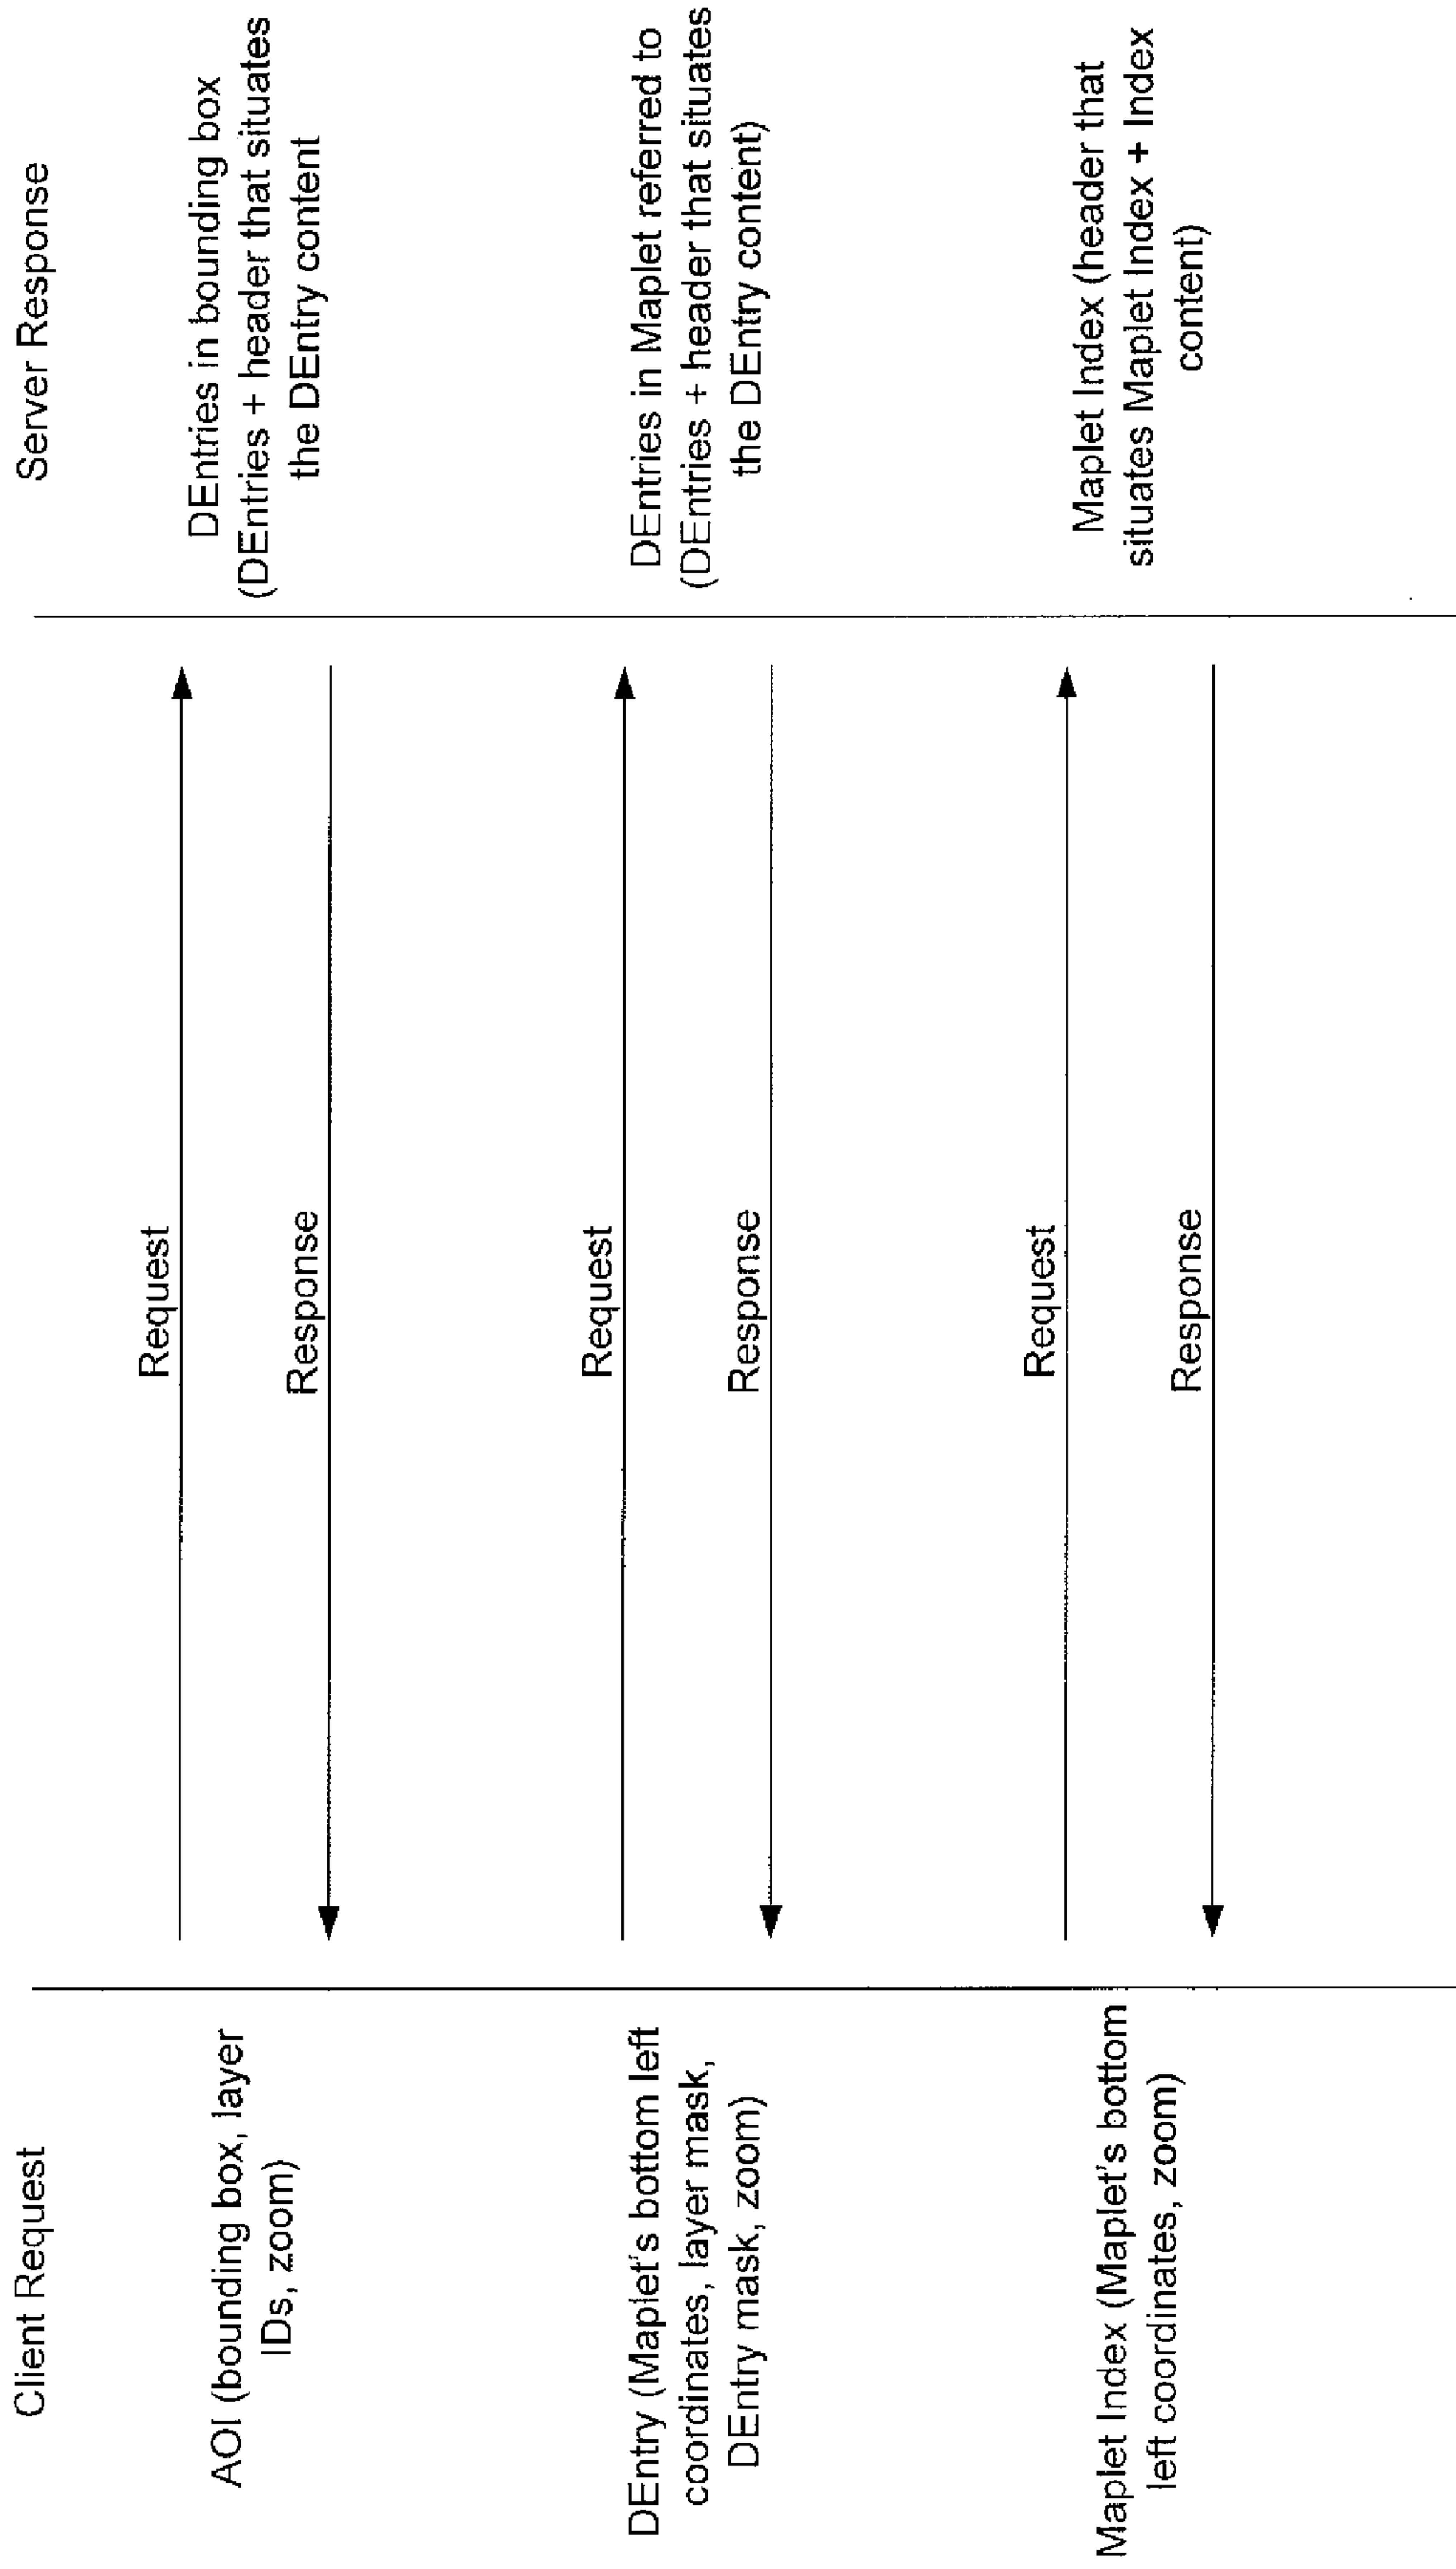 Client Request
Server Response
AOI (bounding box, layer
IDs, zoom)
Request
Response
DEntries in bounding box
(DEntries + header that situates
the DEntry content
DEntry (Maplet's bottom left
coordinates, layer mask,
DEntry mask, zoom)
Request
Response
DEntries in Maplet referred to
(DEntries + header that situates
the DEntry content)
Maplet Index (Maplet's bottom
left coordinates, zoom)
Request
Response
Maplet Index (header that
situates Maplet Index + Index
content)